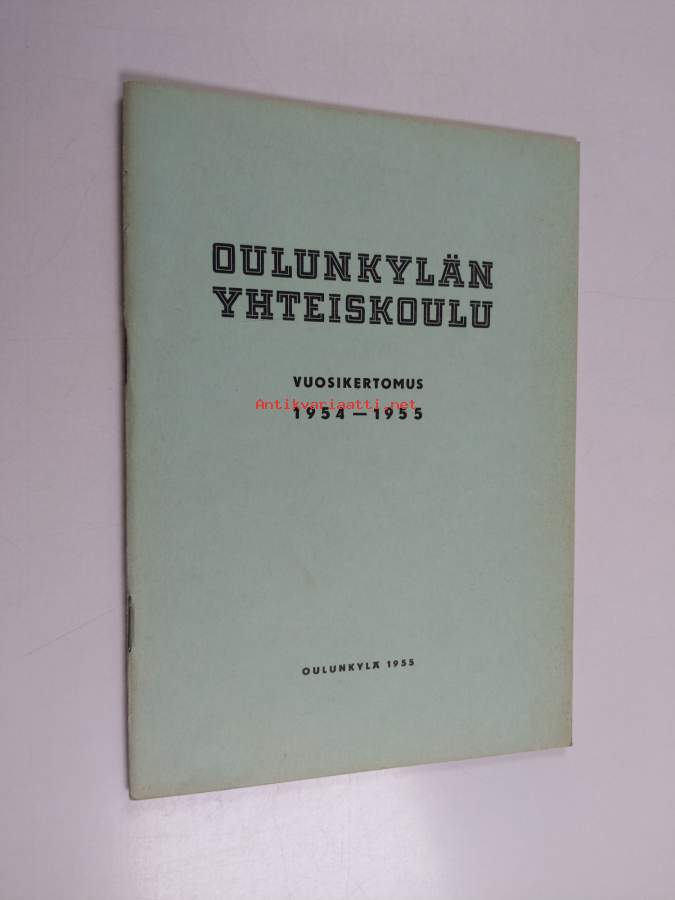 OULUNKYLÄN
YHTEISKOULU
VUOSIKERTOMUS
Antikvariaatti.net
1954—1955
OULUNKYLÄ 1955